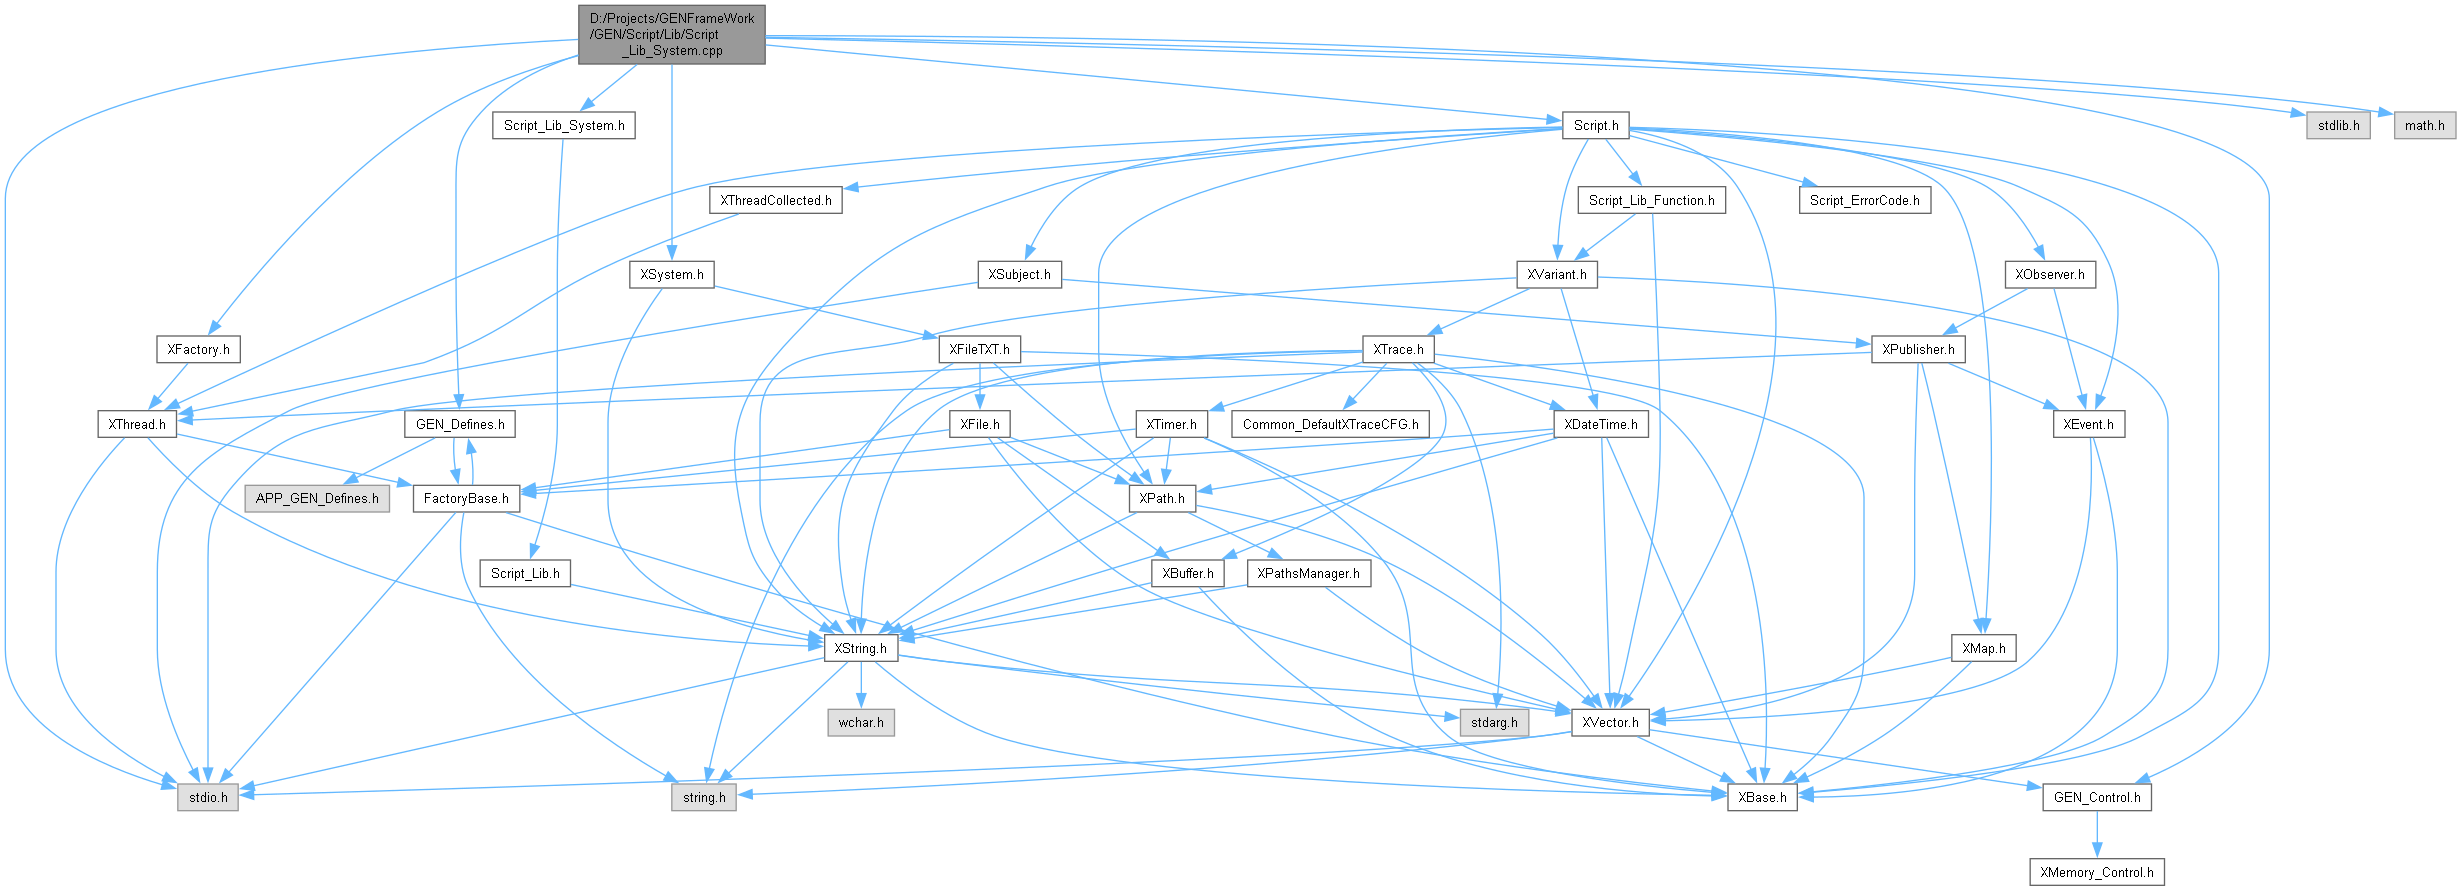 D:/Projects/GENFrameWork
/GEN/Script/Lib/Script
_Lib_System.cpp
Script_Lib_System.h
Script.h
stdlib.h
math.h
XThreadCollected.h
Script_Lib_Function.h
Script_ErrorCode.h
XSystem.h
XSubject.h
XVariant.h
XObserver.h
XFactory.h
XFileTXT.h
XTrace.h
XPublisher.h
XThread.h
GEN_Defines.h
XFile.h
XTimer.h
Common_DefaultXTraceCFG.h
XDateTime.h
XEvent.h
APP_GEN_Defines.h
FactoryBase.h
XPath.h
Script_Lib.h
XBuffer.h
XPathsManager.h
XString.h
XMap.h
wchar.h
stdarg.h
XVector.h
stdio.h
string.h
XBase.h
GEN_Control.h
XMemory_Control.h